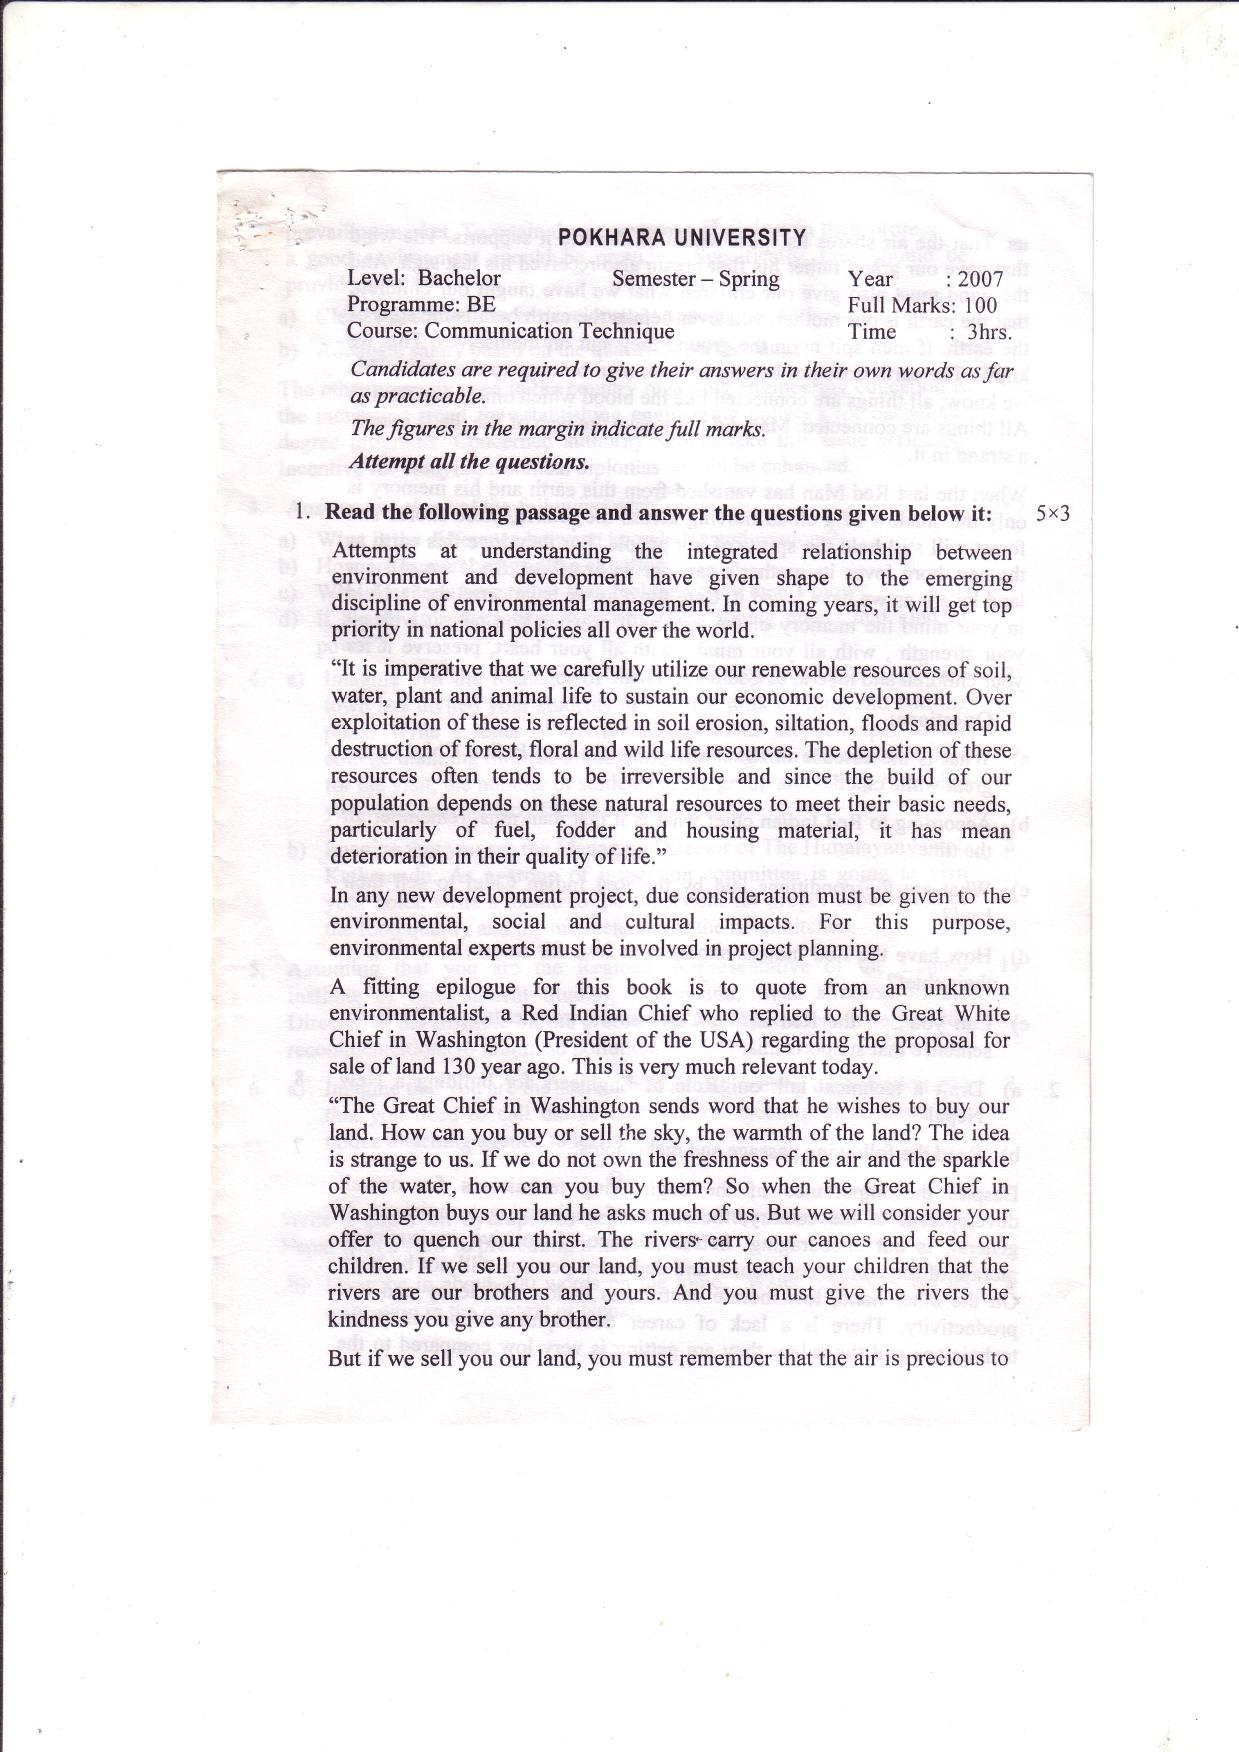 POKHARA UNIVERSITY
Level: Bachelor Semester – Spring Year : 2007
Programme: BE Full Marks: 100
Course: Communication Technique Time : 3hrs.
Candidates are required to give their answers in their own words as far
as practicable.
The figures in the margin indicate full marks.
Attempt all the questions.
1. Read the following passage and answer the questions given below it: 5×3
Attempts at understanding the integrated relationship between
environment and development have given shape to the emerging
discipline of environmental management. In coming years, it will get top
priority in national policies all over the world.
“It is imperative that we carefully utilize our renewable resources of soil,
water, plant and animal life to sustain our economic development. Over
exploitation of these is reflected in soil erosion, siltation, floods and rapid
destruction of forest, floral and wild life resources. The depletion of these
resources often tends to be irreversible and since the build of our
population depends on these natural resources to meet their basic needs,
particularly of fuel, fodder and housing material, it has mean
deterioration in their quality of life.”
In any new development project, due consideration must be given to the
environmental, social and cultural impacts. For this purpose,
environmental experts must be involved in project planning.
A fitting epilogue for this book is to quote from an unknown
environmentalist, a Red Indian Chief who replied to the Great White
Chief in Washington (President of the USA) regarding the proposal for
sale of land 130 year ago. This is very much relevant today.
“The Great Chief in Washington sends word that he wishes to buy our
land. How can you buy or sell the sky, the warmth of the land? The idea
is strange to us. If we do not own the freshness of the air and the sparkle
of the water, how can you buy them? So when the Great Chief in
Washington buys our land he asks much of us. But we will consider your
offer to quench our thirst. The rivers carry our canoes and feed our
children. If we sell you our land, you must teach your children that the
rivers are our brothers and yours. And you must give the rivers the
kindness you give any brother.
But if we sell you our land, you must remember that the air is precious to